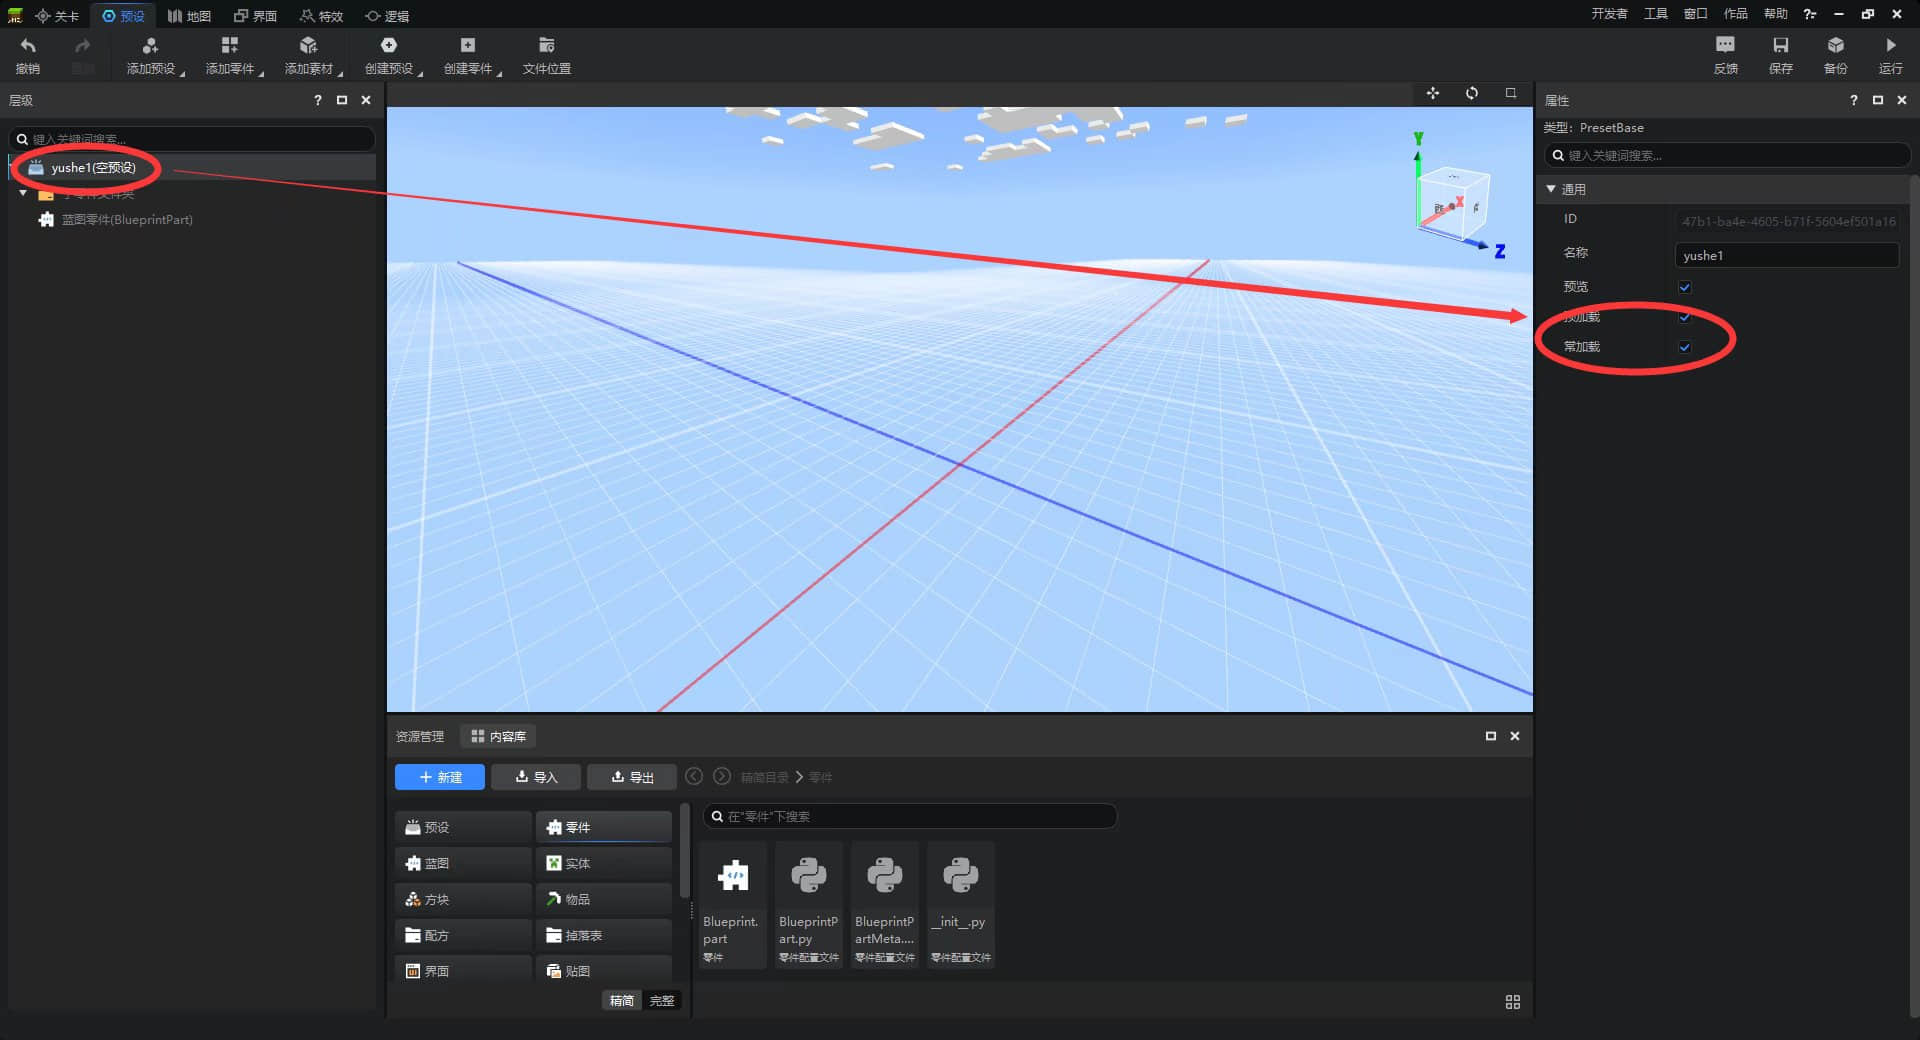 关卡 预设 地图 界面 特效 逻辑
开发者 工具 窗口 作品 帮助
撤销 添加预设 添加零件 添加素材 创建预设 创建零件 文件位置
反馈 保存 备份 运行
层级
键入关键词搜索...
yushe1(空预设)
蓝图零件(BlueprintPart)
Y
X
Z
属性
类型: PresetBase
键入关键词搜索...
通用
ID 47b1-ba4e-4605-b71f-5604ef501a16
名称 yushe1
预览
预加载
常加载
资源管理 内容库
新建 导入 导出 精简目录 零件
预设 零件
蓝图 实体
方块 物品
配方 掉落表
界面 贴图
精简 完整
在"零件"下搜索
Blueprint.
part
零件
BlueprintP
art.py
零件配置文件
BlueprintP
artMeta....
零件配置文件
__init__.py
零件配置文件